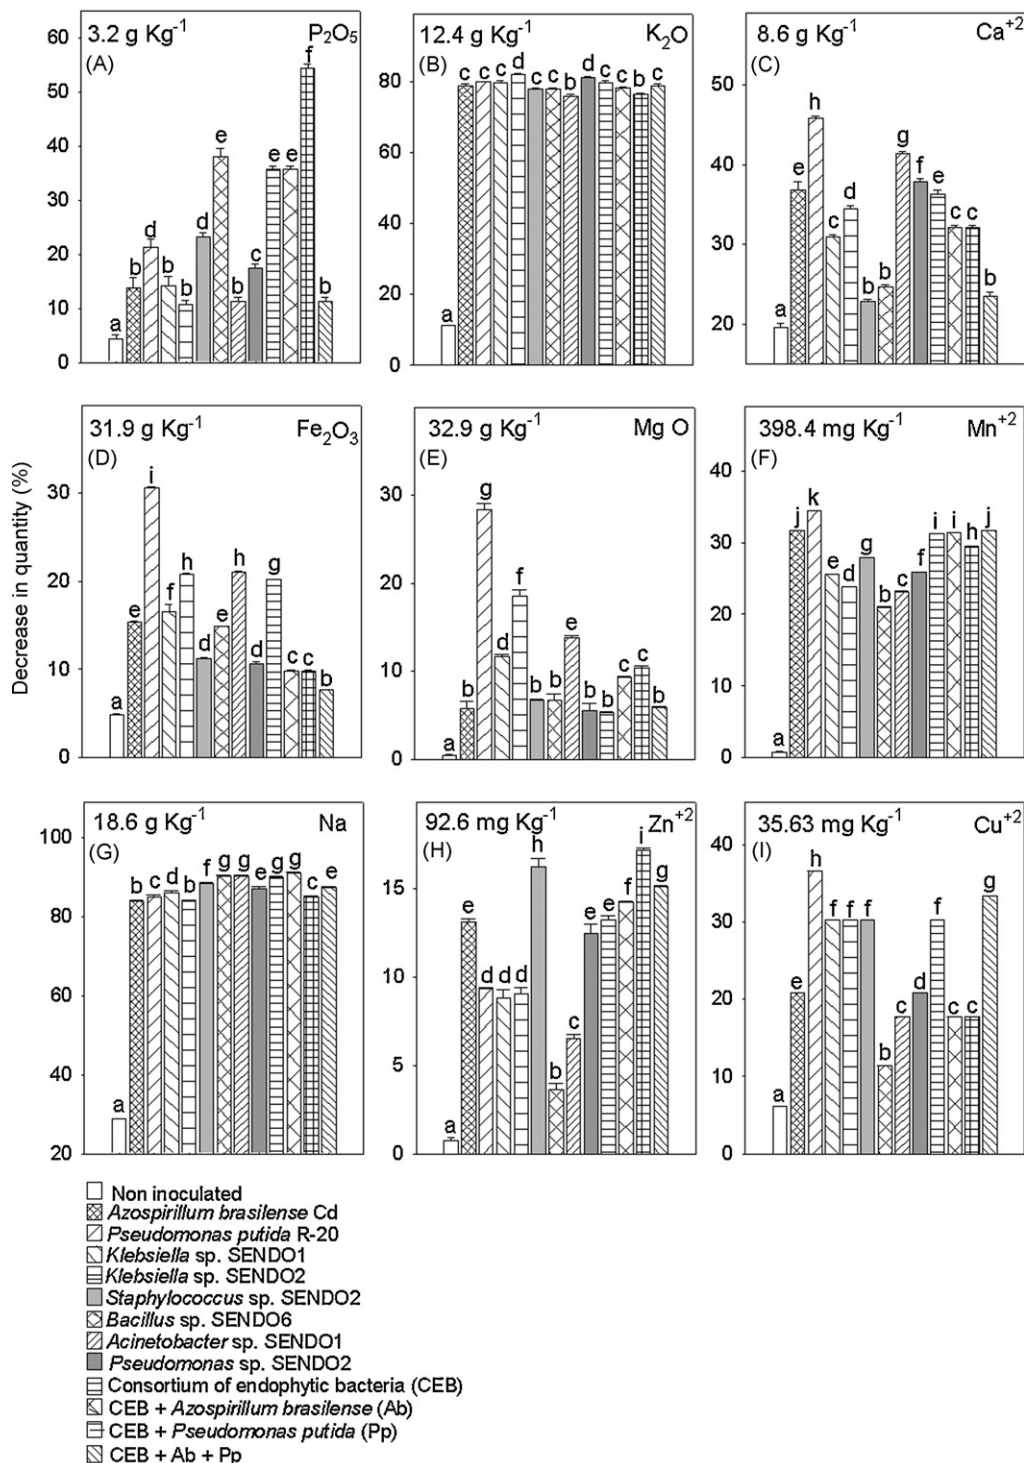 3.2 g Kg⁻¹ P₂O₅
(A)
60
50
40
30
20
10
0
a b d b b d e b c e e f b
12.4 g Kg⁻¹ K₂O
(B)
80
60
40
20
0
a c c c d c c b d c c b c
8.6 g Kg⁻¹ Ca⁺²
(C)
50
40
30
20
a e h c d b b g f e c c b
Decrease in quantity (%)
31.9 g Kg⁻¹ Fe₂O₃
(D)
30
20
10
0
a e i f h d e h d g c c b
32.9 g Kg⁻¹ Mg O
(E)
30
20
10
0
a b g d f b b e b b c c b
398.4 mg Kg⁻¹ Mn⁺²
(F)
40
30
20
10
0
a j k e d g b c f i i h j
18.6 g Kg⁻¹ Na
(G)
100
80
60
40
20
a b c d b f g g e g g c e
92.6 mg Kg⁻¹ Zn⁺²
(H)
15
10
5
0
a e d d d h b c e e f i g
35.63 mg Kg⁻¹ Cu⁺²
(I)
40
30
20
10
0
a e h f f f b c d f c c g
Non inoculated
Azospirillum brasilense Cd
Pseudomonas putida R-20
Klebsiella sp. SENDO1
Klebsiella sp. SENDO2
Staphylococcus sp. SENDO2
Bacillus sp. SENDO6
Acinetobacter sp. SENDO1
Pseudomonas sp. SENDO2
Consortium of endophytic bacteria (CEB)
CEB + Azospirillum brasilense (Ab)
CEB + Pseudomonas putida (Pp)
CEB + Ab + Pp